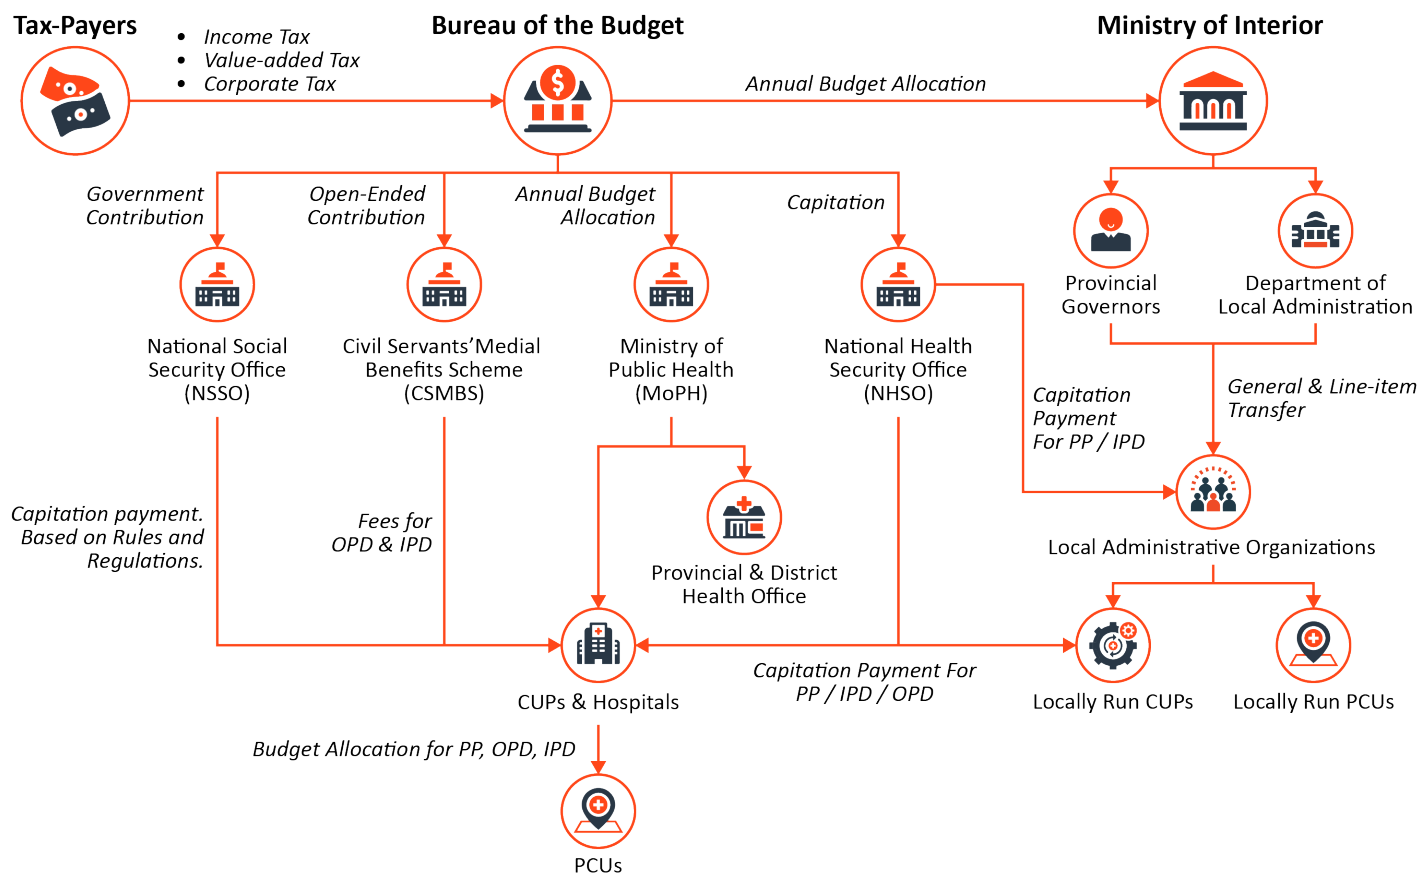 Tax-Payers
• Income Tax
• Value-added Tax
• Corporate Tax
Bureau of the Budget
Annual Budget Allocation
Ministry of Interior
Government
Contribution
Open-Ended
Contribution
Annual Budget
Allocation
Capitation
Provincial
Governors
Department of
Local Administration
National Social
Security Office
(NSSO)
Civil Servants’Medial
Benefits Scheme
(CSMBS)
Ministry of
Public Health
(MoPH)
National Health
Security Office
(NHSO)
Capitation
Payment
For PP / IPD
General & Line-item
Transfer
Capitation payment.
Based on Rules and
Regulations.
Fees for
OPD & IPD
Provincial & District
Health Office
Local Administrative Organizations
CUPs & Hospitals
Capitation Payment For
PP / IPD / OPD
Locally Run CUPs
Locally Run PCUs
Budget Allocation for PP, OPD, IPD
PCUs